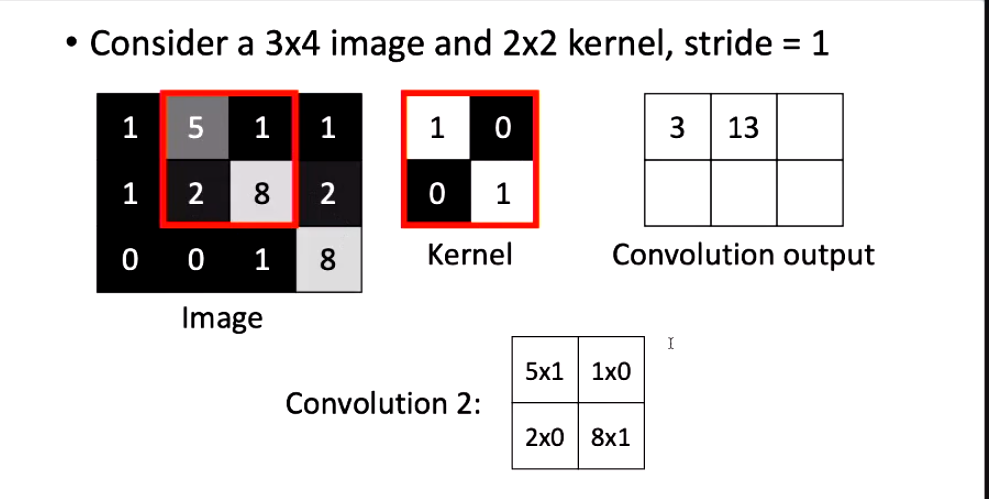 • Consider a 3x4 image and 2x2 kernel, stride = 1
1 5 1 1
1 2 8 2
0 0 1 8
Image
1 0
0 1
Kernel
3 13
Convolution output
Convolution 2:
5x1 1x0
2x0 8x1